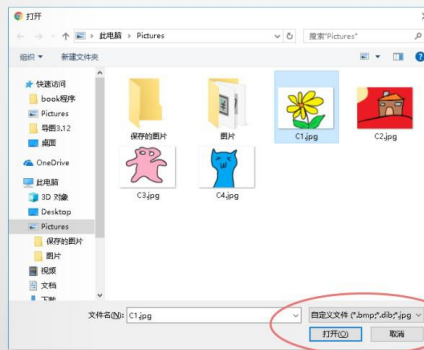 打开
此电脑 > Pictures
搜索"Pictures"
组织
新建文件夹
快速访问
book程序
Pictures
导图3.12
桌面
OneDrive
此电脑
3D 对象
Desktop
Pictures
保存的图片
图片
视频
文档
下载
保存的图片
图片
C1.jpg
C2.jpg
C3.jpg
C4.jpg
文件名(N): C1.jpg
自定义文件 (*.bmp;*.dib;*.jpg
打开(O)
取消